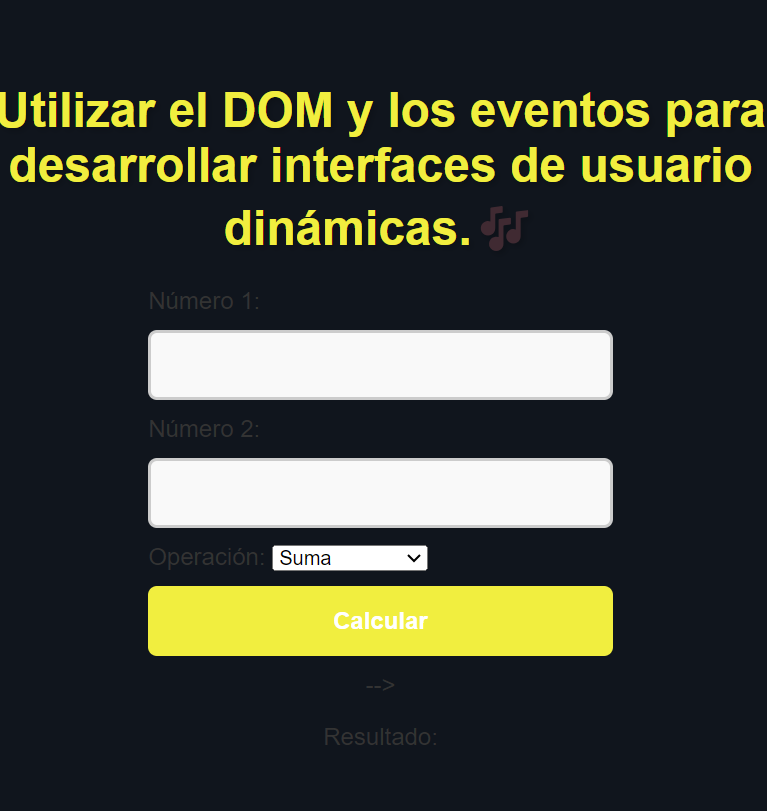 Utilizar el DOM y los eventos para
desarrollar interfaces de usuario
dinámicas. 🎶
Número 1:
Número 2:
Operación: Suma
Calcular
-->
Resultado: